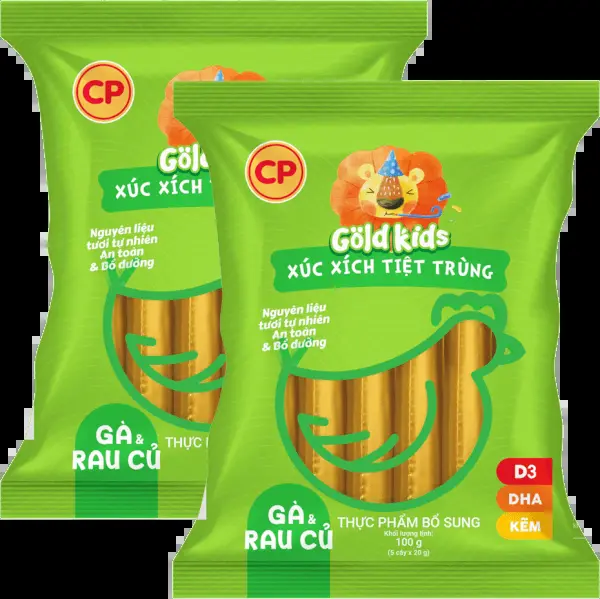 CP
Göl
XÚC XÍCH T
Nguyên liệu
tươi tự nhiên
An toàn
& Bổ dưỡng
GÀ &
RAU CỦ
THỰC
CP
Göld kids
XÚC XÍCH TIỆT TRÙNG
Nguyên liệu
tươi tự nhiên
An toàn
& Bổ dưỡng
D3
DHA
KẼM
GÀ &
RAU CỦ
THỰC PHẨM BỔ SUNG
Khối lượng tịnh:
100 g
(5 cây x 20 g)